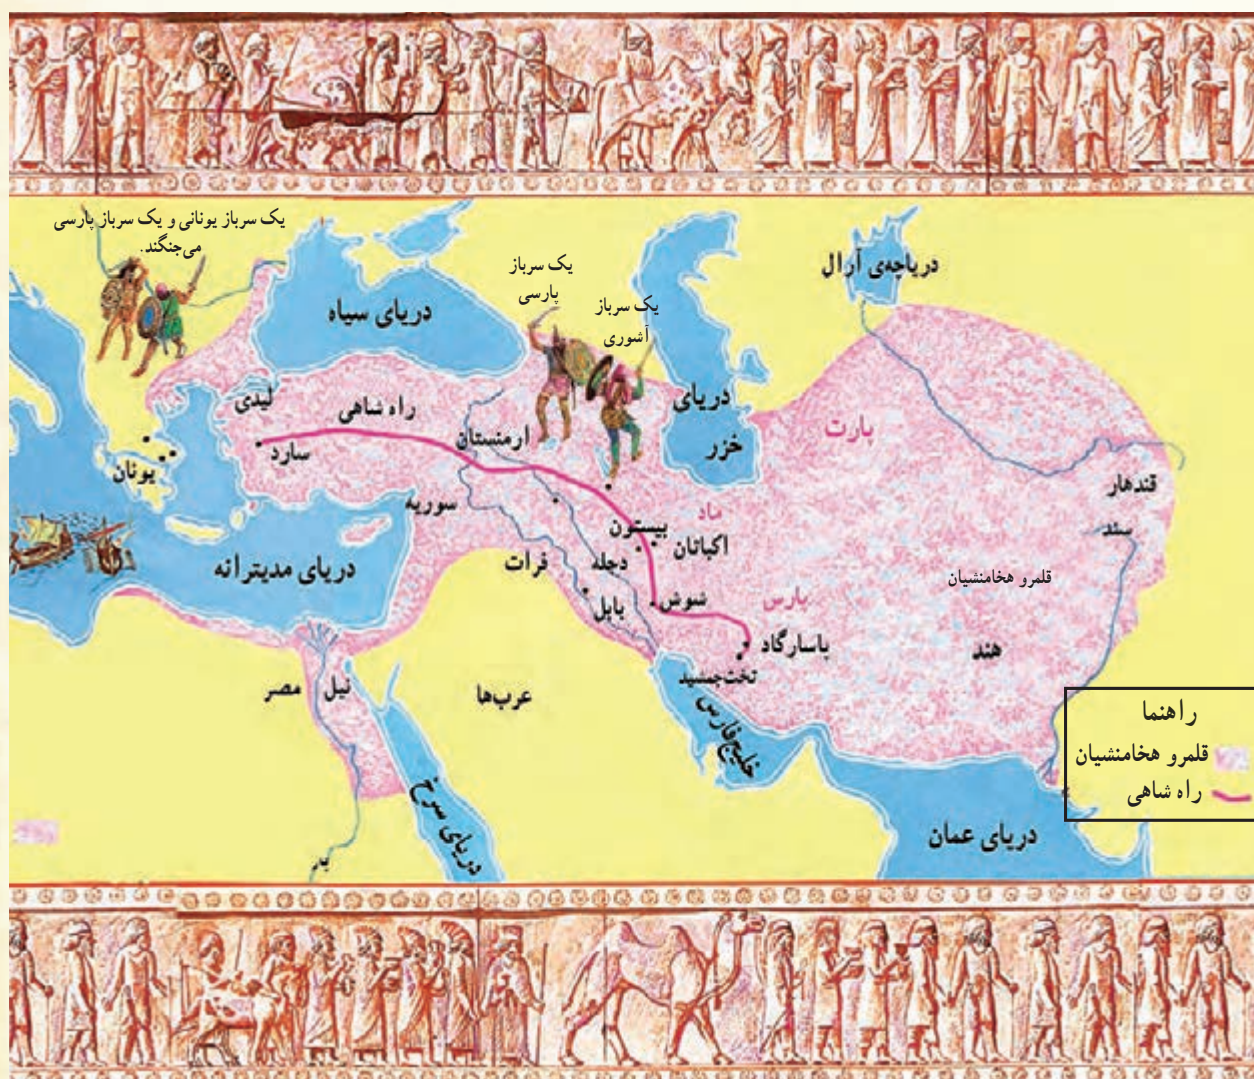 یک سرباز یونانی و یک سرباز پارسی
می‌جنگند.
یک سرباز
پارسی
یک سرباز
آشوری
دریاچه‌ی آرال
دریای سیاه
دریای
خزر
پارت
لیدی
راه شاهی
ارمنستان
سارد
یونان
سوریه
قندهار
سند
ماد
بیستون
اکباتان
دریای مدیترانه
فرات
دجله
بابل
شوش
پارس
پاسارگاد
تخت‌جمشید
قلمرو هخامنشیان
هند
مصر
نیل
عرب‌ها
خلیج فارس
دریای سرخ
دریای عمان
راهنما
قلمرو هخامنشیان
راه شاهی